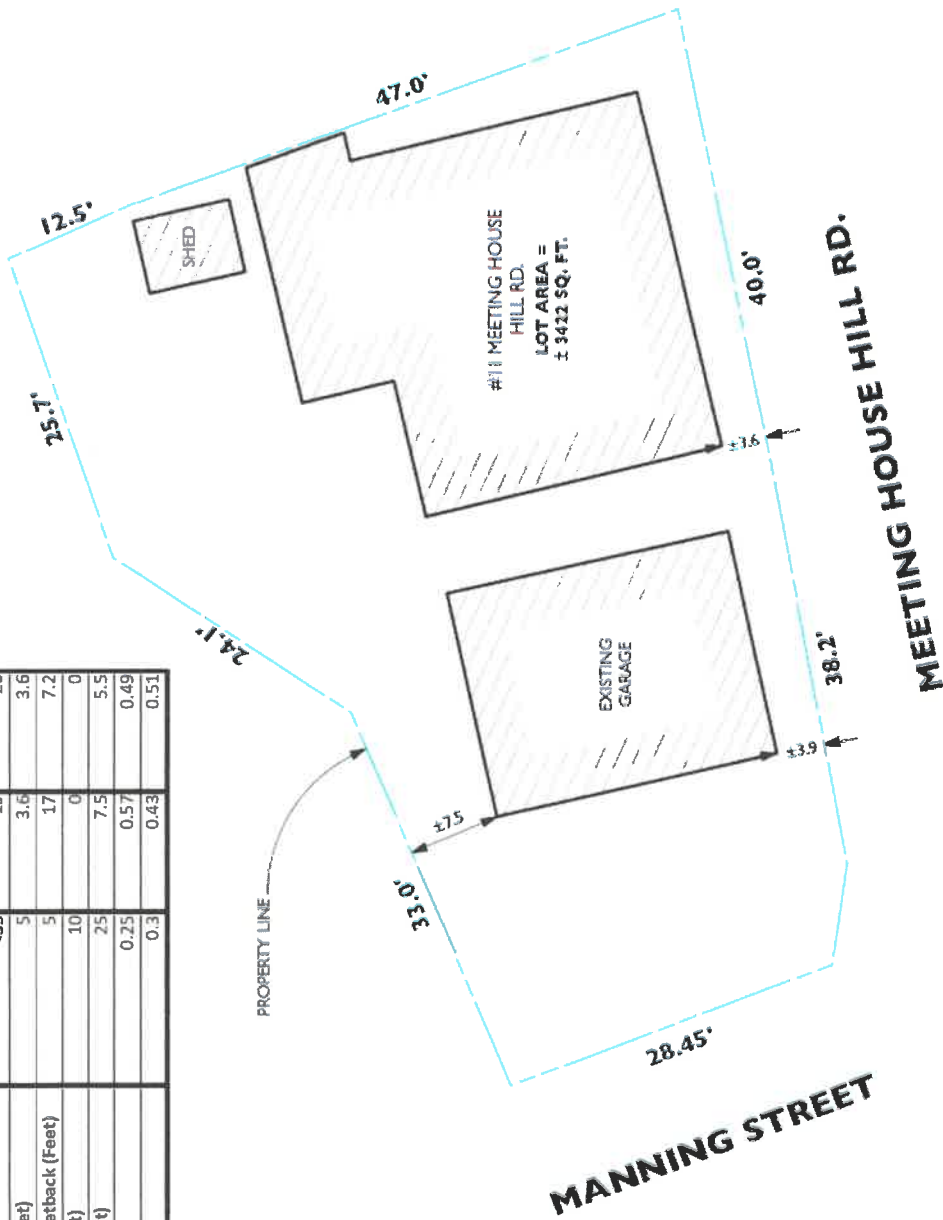 et) 5 3.6 3.6
etback (Feet) 5 17 7.2
t) 10 0 0
t) 25 7.5 5.5
0.25 0.57 0.49
0.3 0.43 0.51
PROPERTY LINE
12.5'
25.7'
24.1'
33.0'
28.45'
38.2'
40.0'
47.0'
SHED
#11 MEETING HOUSE
HILL RD.
LOT AREA =
± 3422 SQ. FT.
EXISTING
GARAGE
±7.5
±3.9
±3.6
MANNING STREET
MEETING HOUSE HILL RD.